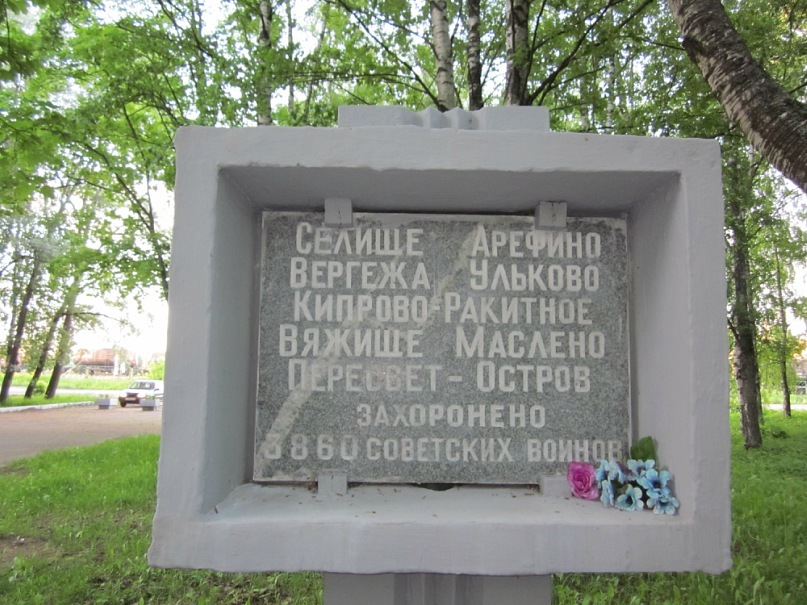 Селище Арефино
Вергежа Ульково
Кипрово-Ракитное
Вяжище Маслено
Пересвет-Остров
захоронено
3860 советских воинов